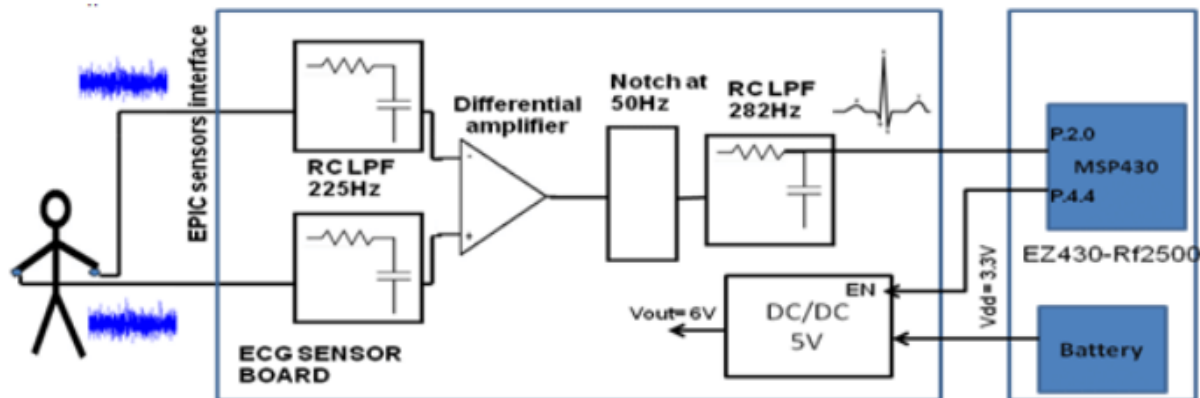 EPIC sensors interface
RC LPF
225Hz
Differential
amplifier
-
+
Notch at
50Hz
RC LPF
282Hz
P.2.0
MSP430
P.4.4
EZ430-Rf2500
Vdd= 3.3V
EN
DC/DC
5V
Vout=6V
Battery
ECG SENSOR
BOARD